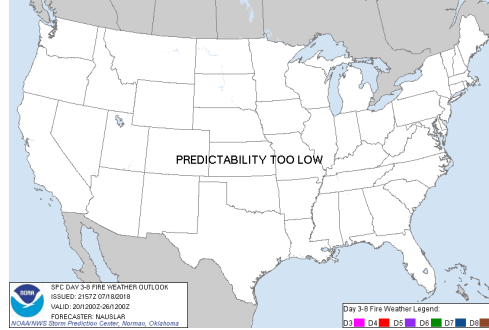 PREDICTABILITY TOO LOW
NOAA
SPC DAY 3-8 FIRE WEATHER OUTLOOK
ISSUED: 2157Z 07/18/2018
VALID: 20/1200Z-26/1200Z
FORECASTER: NAUSLAR
NOAA/NWS Storm Prediction Center, Norman, Oklahoma
Day 3-8 Fire Weather Legend:
D3 D4 D5 D7 D8